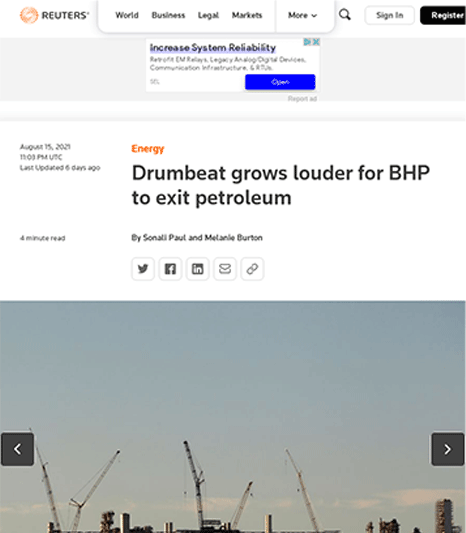 REUTERS®
World Business Legal Markets More Sign In Register
Increase System Reliability
Retrofit EM Relays, Legacy Analog/Digital Devices,
Communication Infrastructure, & RTUs.
SEL
Open
Report ad
August 15, 2021
11:03 PM UTC
Last Updated 6 days ago
Energy
Drumbeat grows louder for BHP
to exit petroleum
4 minute read
By Sonali Paul and Melanie Burton